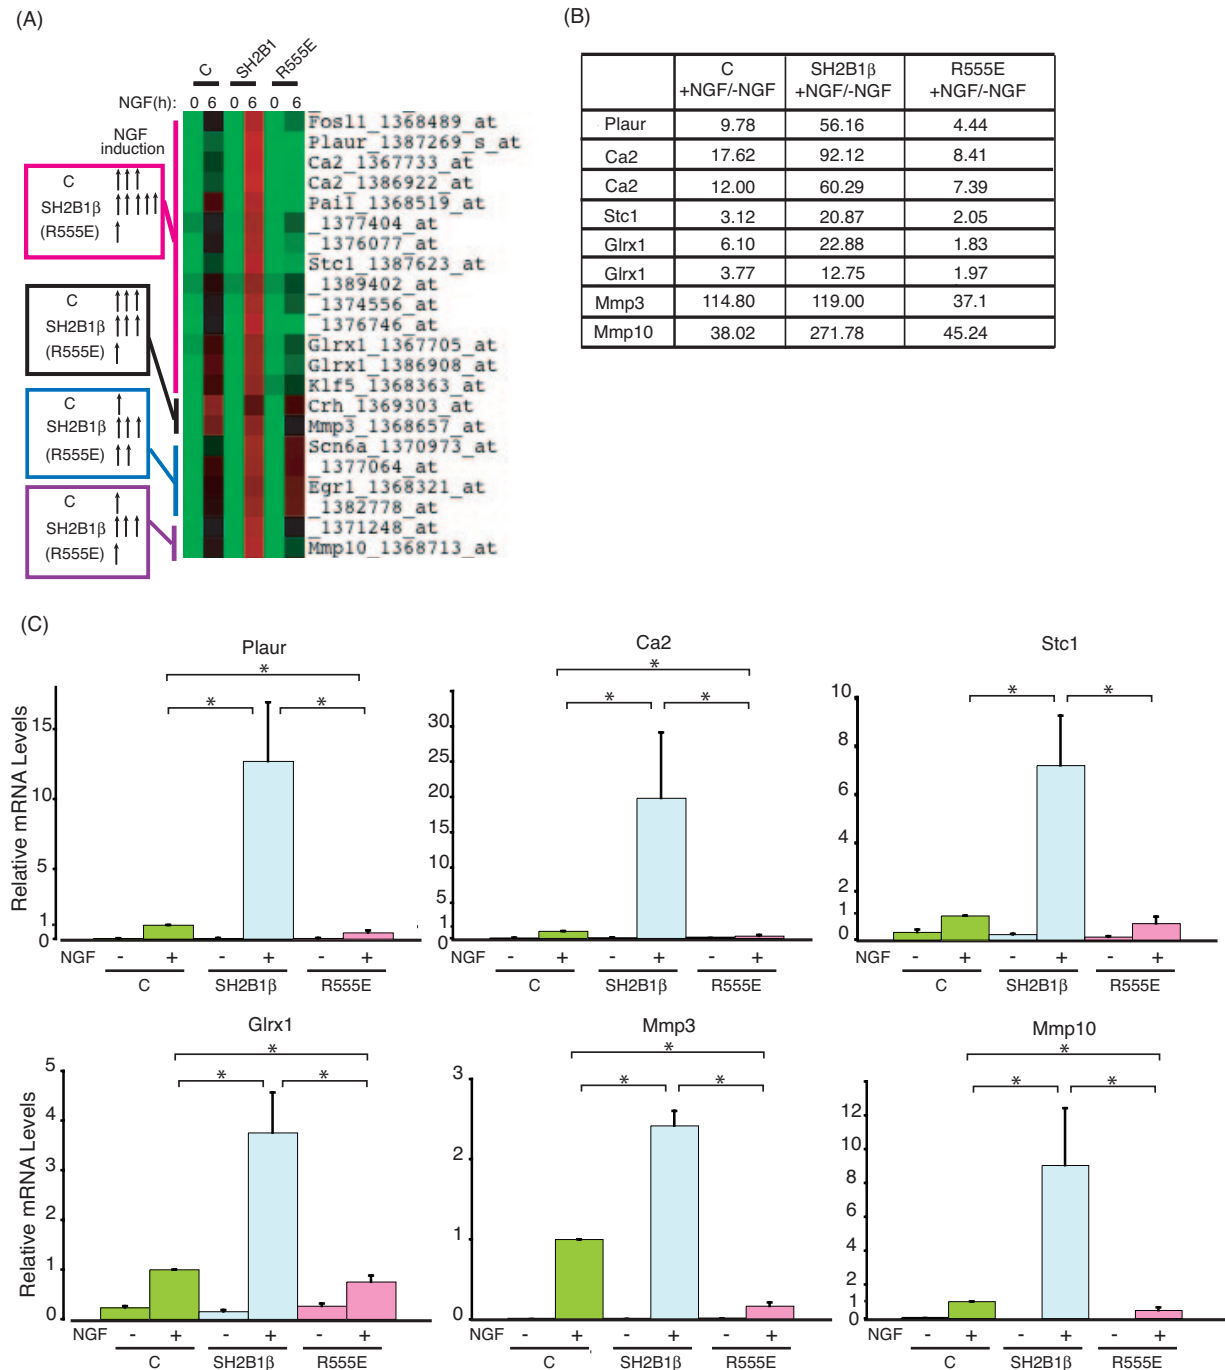 (A)
C SH2B1 R555E
NGF(h): 0 6 0 6 0 6
NGF
induction
C ↑↑↑
SH2B1β ↑↑↑↑↑
(R555E) ↑
C ↑↑↑
SH2B1β ↑↑↑
(R555E) ↑
C ↑
SH2B1β ↑↑↑
(R555E) ↑↑
C ↑
SH2B1β ↑↑↑
(R555E) ↑
Fosl1_1368489_at
Plaur_1387269_s_at
Ca2_1367733_at
Ca2_1386922_at
Pai1_1368519_at
_1377404_at
_1376077_at
Stc1_1387623_at
_1389402_at
_1374556_at
_1376746_at
Glrx1_1367705_at
Glrx1_1386908_at
Klf5_1368363_at
Crh_1369303_at
Mmp3_1368657_at
Scn6a_1370973_at
_1377064_at
Egr1_1368321_at
_1382778_at
_1371248_at
Mmp10_1368713_at
(B)
C SH2B1β R555E
+NGF/-NGF +NGF/-NGF +NGF/-NGF
Plaur 9.78 56.16 4.44
Ca2 17.62 92.12 8.41
Ca2 12.00 60.29 7.39
Stc1 3.12 20.87 2.05
Glrx1 6.10 22.88 1.83
Glrx1 3.77 12.75 1.97
Mmp3 114.80 119.00 37.1
Mmp10 38.02 271.78 45.24
(C)
Plaur
* 
* *
Relative mRNA Levels
15
10
5
1
0
NGF - + - + - +
C SH2B1β R555E
Ca2
*
* *
30
25
20
15
10
5
1
0
NGF - + - + - +
C SH2B1β R555E
Stc1
* *
10
8
6
4
2
1
0
NGF - + - + - +
C SH2B1β R555E
Glrx1
*
* *
Relative mRNA Levels
5
4
3
2
1
0
NGF - + - + - +
C SH2B1β R555E
Mmp3
*
* *
3
2
1
0
NGF - + - + - +
C SH2B1β R555E
Mmp10
*
* *
12
10
8
6
4
2
1
0
NGF - + - + - +
C SH2B1β R555E